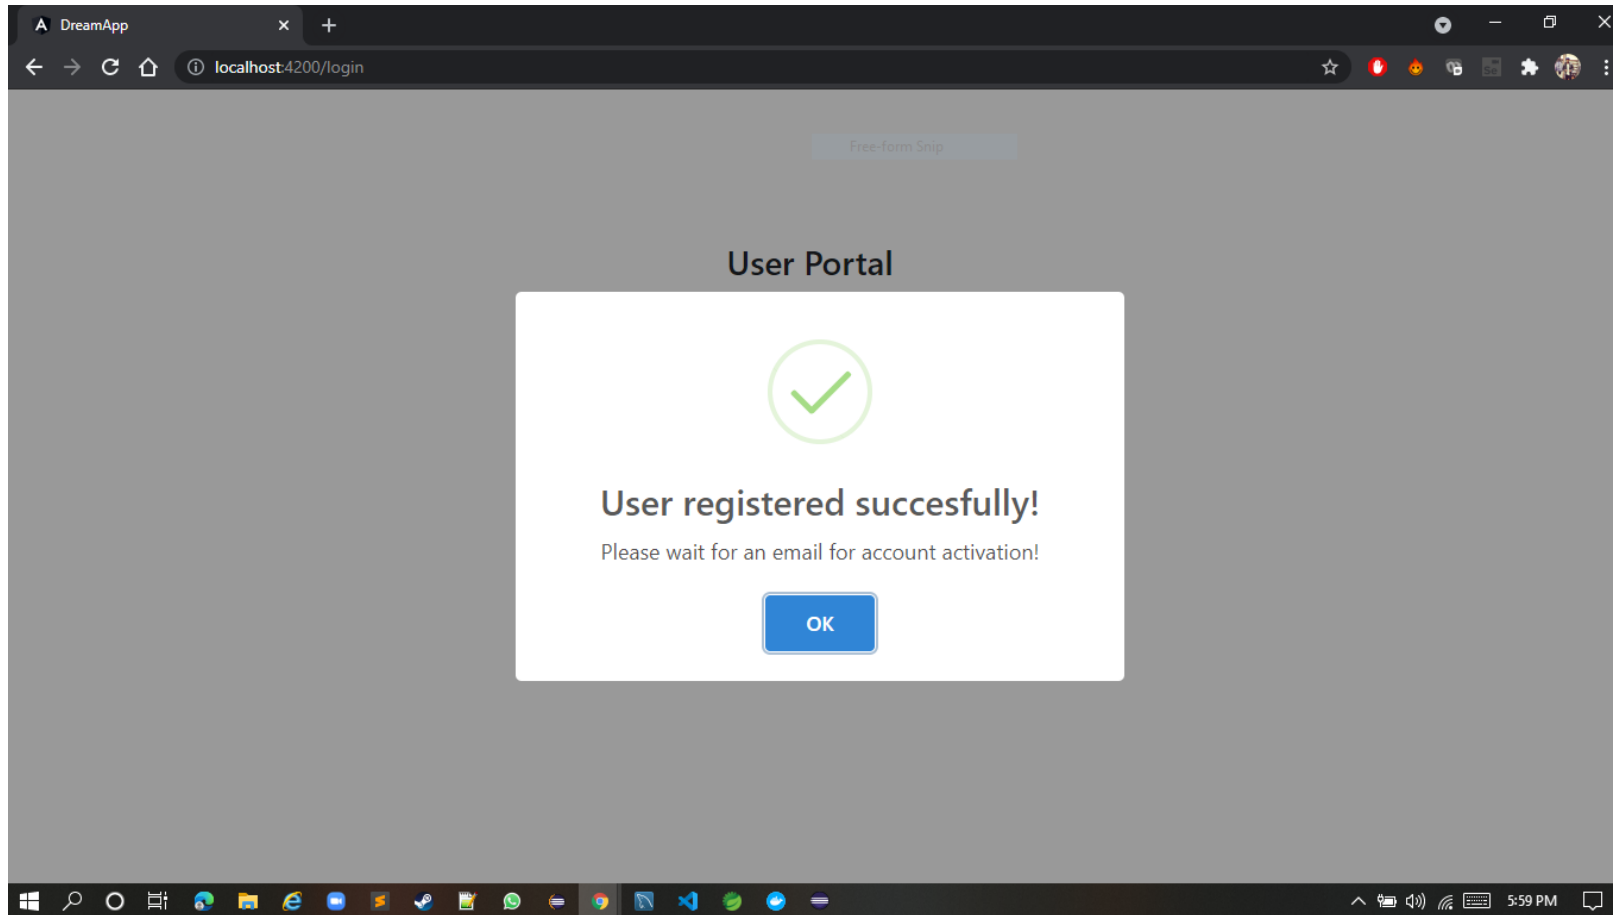 DreamApp
localhost:4200/login
Free-form Snip
User Portal
User registered succesfully!
Please wait for an email for account activation!
OK
5:59 PM